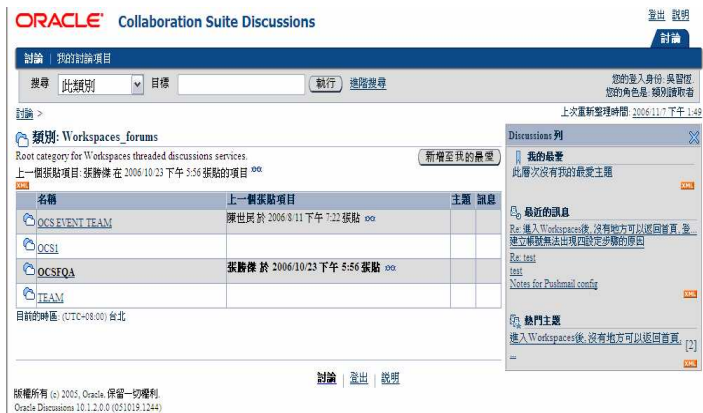 ORACLE Collaboration Suite Discussions
登出 說明
討論
討論 | 我的討論項目
搜尋 此類別 目標 執行 進階搜尋
您的登入身份: 吳習恆.
您的角色是: 類別讀取者
討論 >
上次重新整理時間: 2006/11/7 下午 1:49
類別: Workspaces_forums
Root category for Workspaces threaded discussions services.
新增至我的最愛
上一個張貼項目: 張勝傑 在 2006/10/23 下午 5:56 張貼的項目
XML
名稱 上一個張貼項目 主題 訊息
OCS EVENT TEAM 陳世民 於 2006/8/11 下午 7:22 張貼
OCS1
OCSFQA 張勝傑 於 2006/10/23 下午 5:56 張貼
TEAM
目前的時區: (UTC+08:00) 台北
Discussions 列
我的最愛
此層次沒有我的最愛主題
XML
最近的訊息
Re: 進入Workspaces後, 沒有地方可以返回首頁, 登...
建立帳號無法出現四設定步驟的原因
Re: test
test
Notes for Pushmail config
XML
熱門主題
進入Workspaces後, 沒有地方可以返回首頁, [2]
...
XML
討論 | 登出 | 說明
版權所有 (c) 2005, Oracle. 保留一切權利.
Oracle Discussions 10.1.2.0.0 (051019.1244)